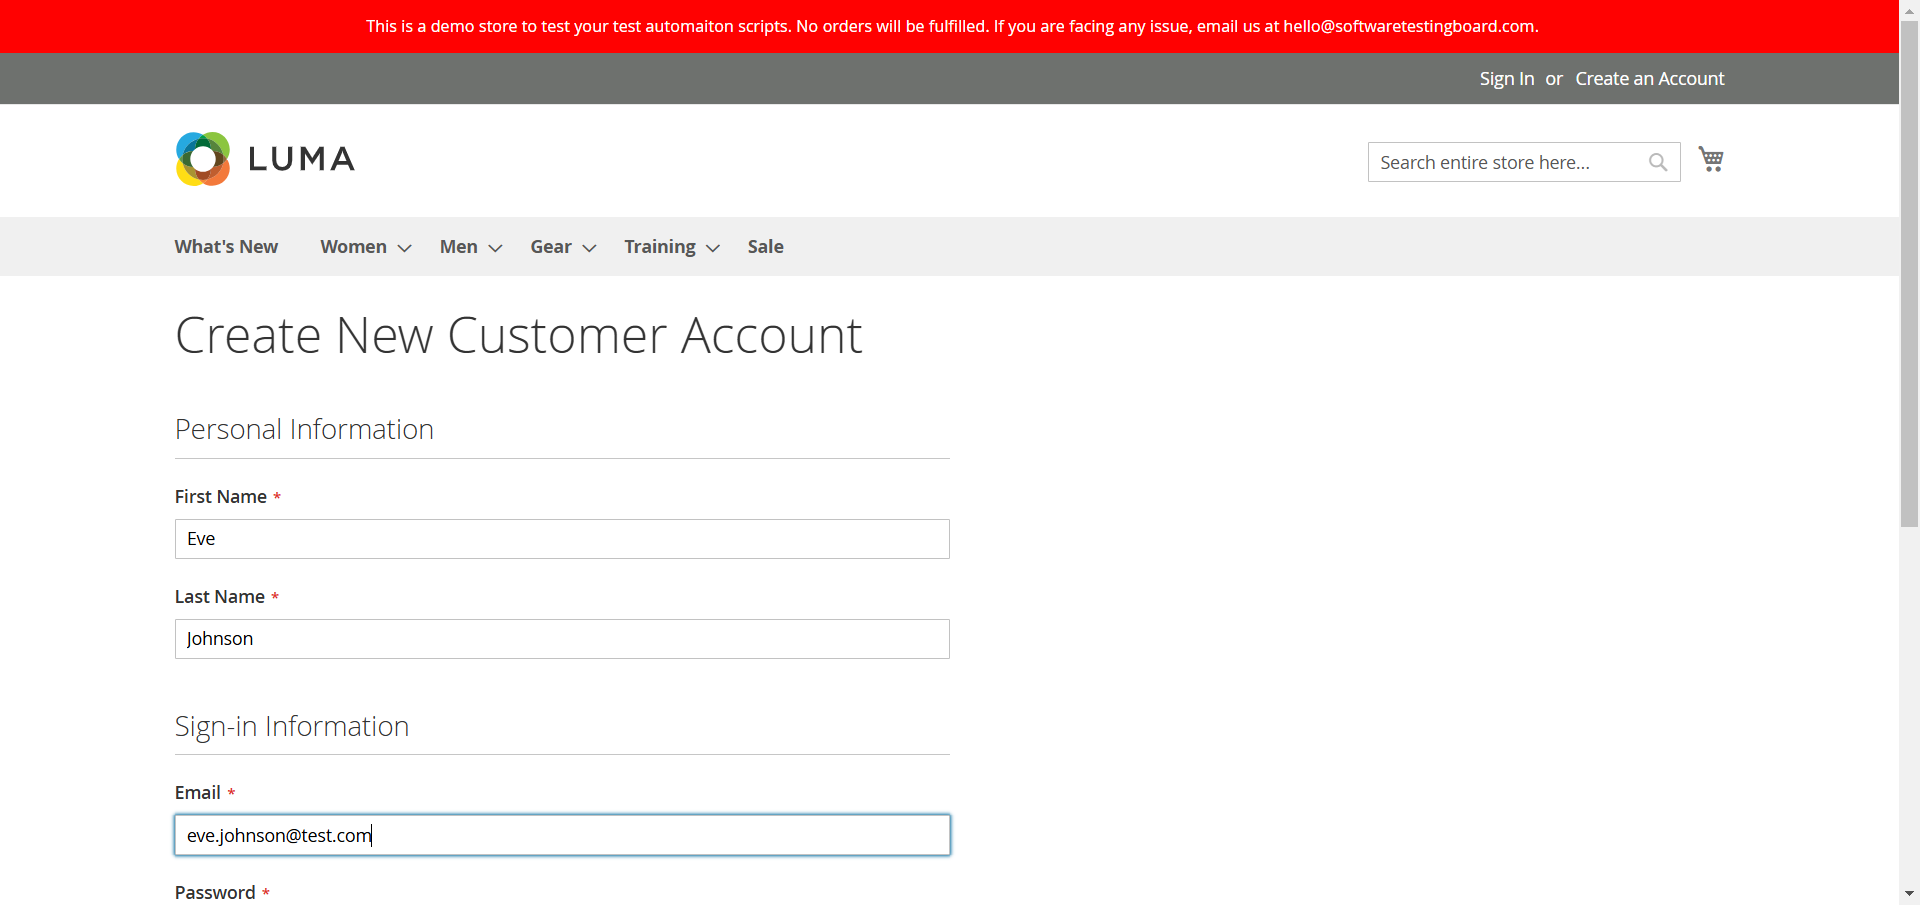 This is a demo store to test your test automaiton scripts. No orders will be fulfilled. If you are facing any issue, email us at hello@softwaretestingboard.com.
Sign In or Create an Account
LUMA
Search entire store here...
What's New Women Men Gear Training Sale
Create New Customer Account
Personal Information
First Name *
Eve
Last Name *
Johnson
Sign-in Information
Email *
eve.johnson@test.com
Password *